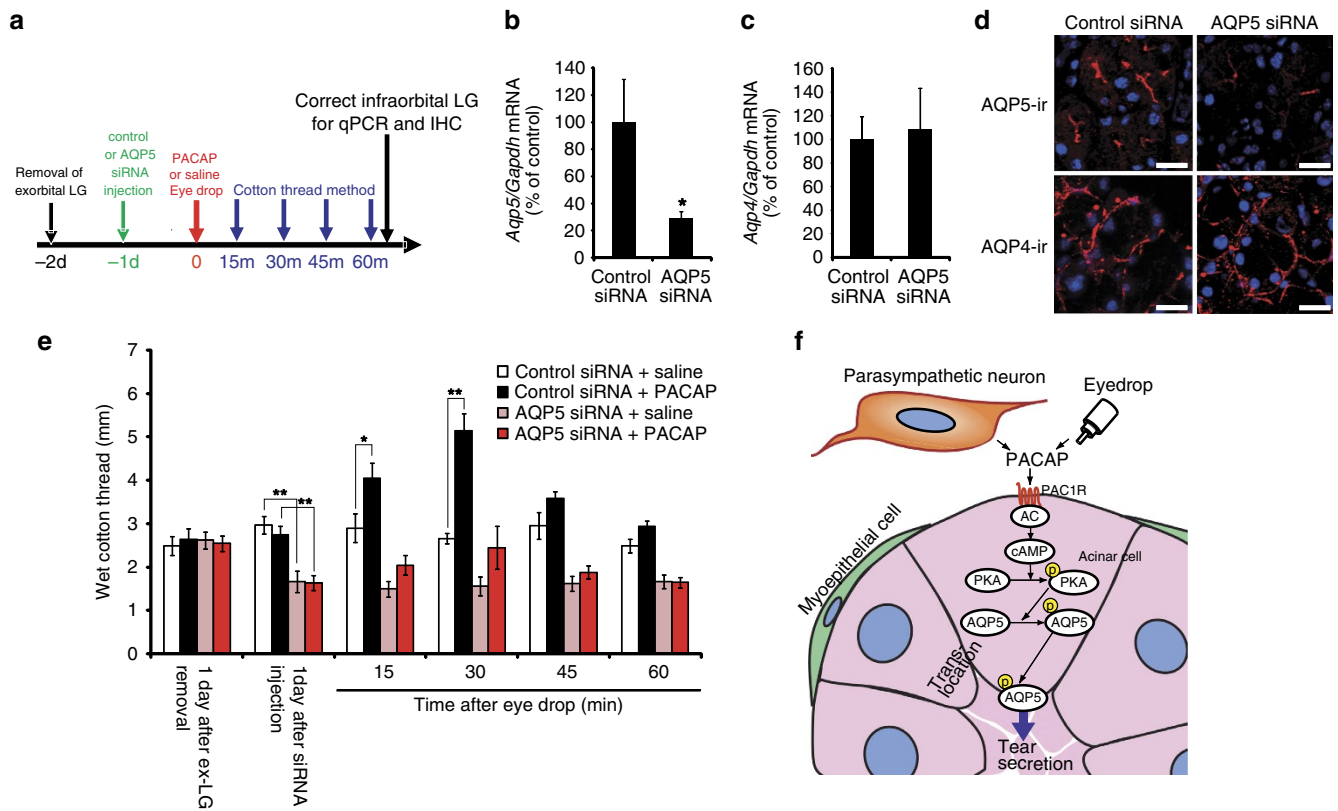 a
Correct infraorbital LG
for qPCR and IHC
control
or AQP5
siRNA
injection
PACAP
or saline
Eye drop
Removal of
exorbital LG
Cotton thread method
–2d
–1d
0
15m
30m
45m
60m
b
Aqp5/Gapdh mRNA
(% of control)
140
120
100
80
60
40
20
0
*
Control
siRNA
AQP5
siRNA
c
Aqp4/Gapdh mRNA
(% of control)
160
140
120
100
80
60
40
20
0
Control
siRNA
AQP5
siRNA
d
Control siRNA
AQP5 siRNA
AQP5-ir
AQP4-ir
e
Wet cotton thread (mm)
7
6
5
4
3
2
1
0
Control siRNA + saline
Control siRNA + PACAP
AQP5 siRNA + saline
AQP5 siRNA + PACAP
**
**
*
**
1 day after ex-LG
removal
1day after siRNA
injection
15
30
45
60
Time after eye drop (min)
f
Parasympathetic neuron
Eyedrop
PACAP
PAC1R
AC
cAMP
Acinar cell
Myoepithelial cell
PKA
p
PKA
AQP5
p
AQP5
Trans-
location
p
AQP5
Tear
secretion